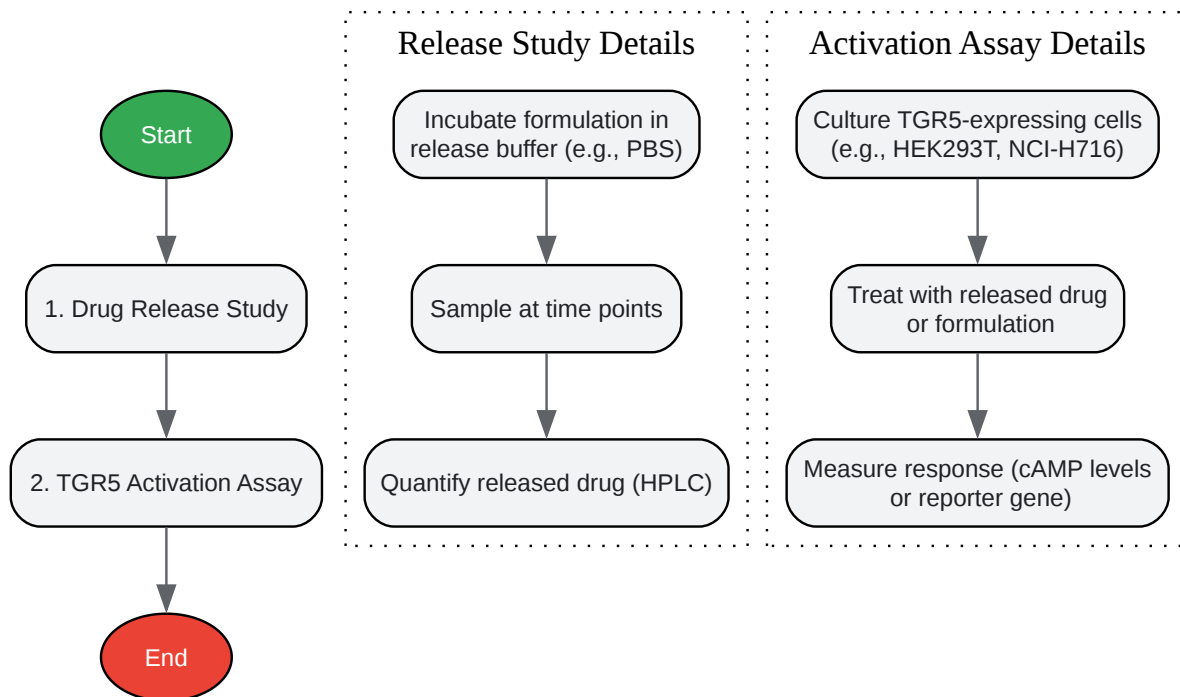 Start
1. Drug Release Study
2. TGR5 Activation Assay
End
Release Study Details
Incubate formulation in
release buffer (e.g., PBS)
Sample at time points
Quantify released drug (HPLC)
Activation Assay Details
Culture TGR5-expressing cells
(e.g., HEK293T, NCI-H716)
Treat with released drug
or formulation
Measure response (cAMP levels
or reporter gene)